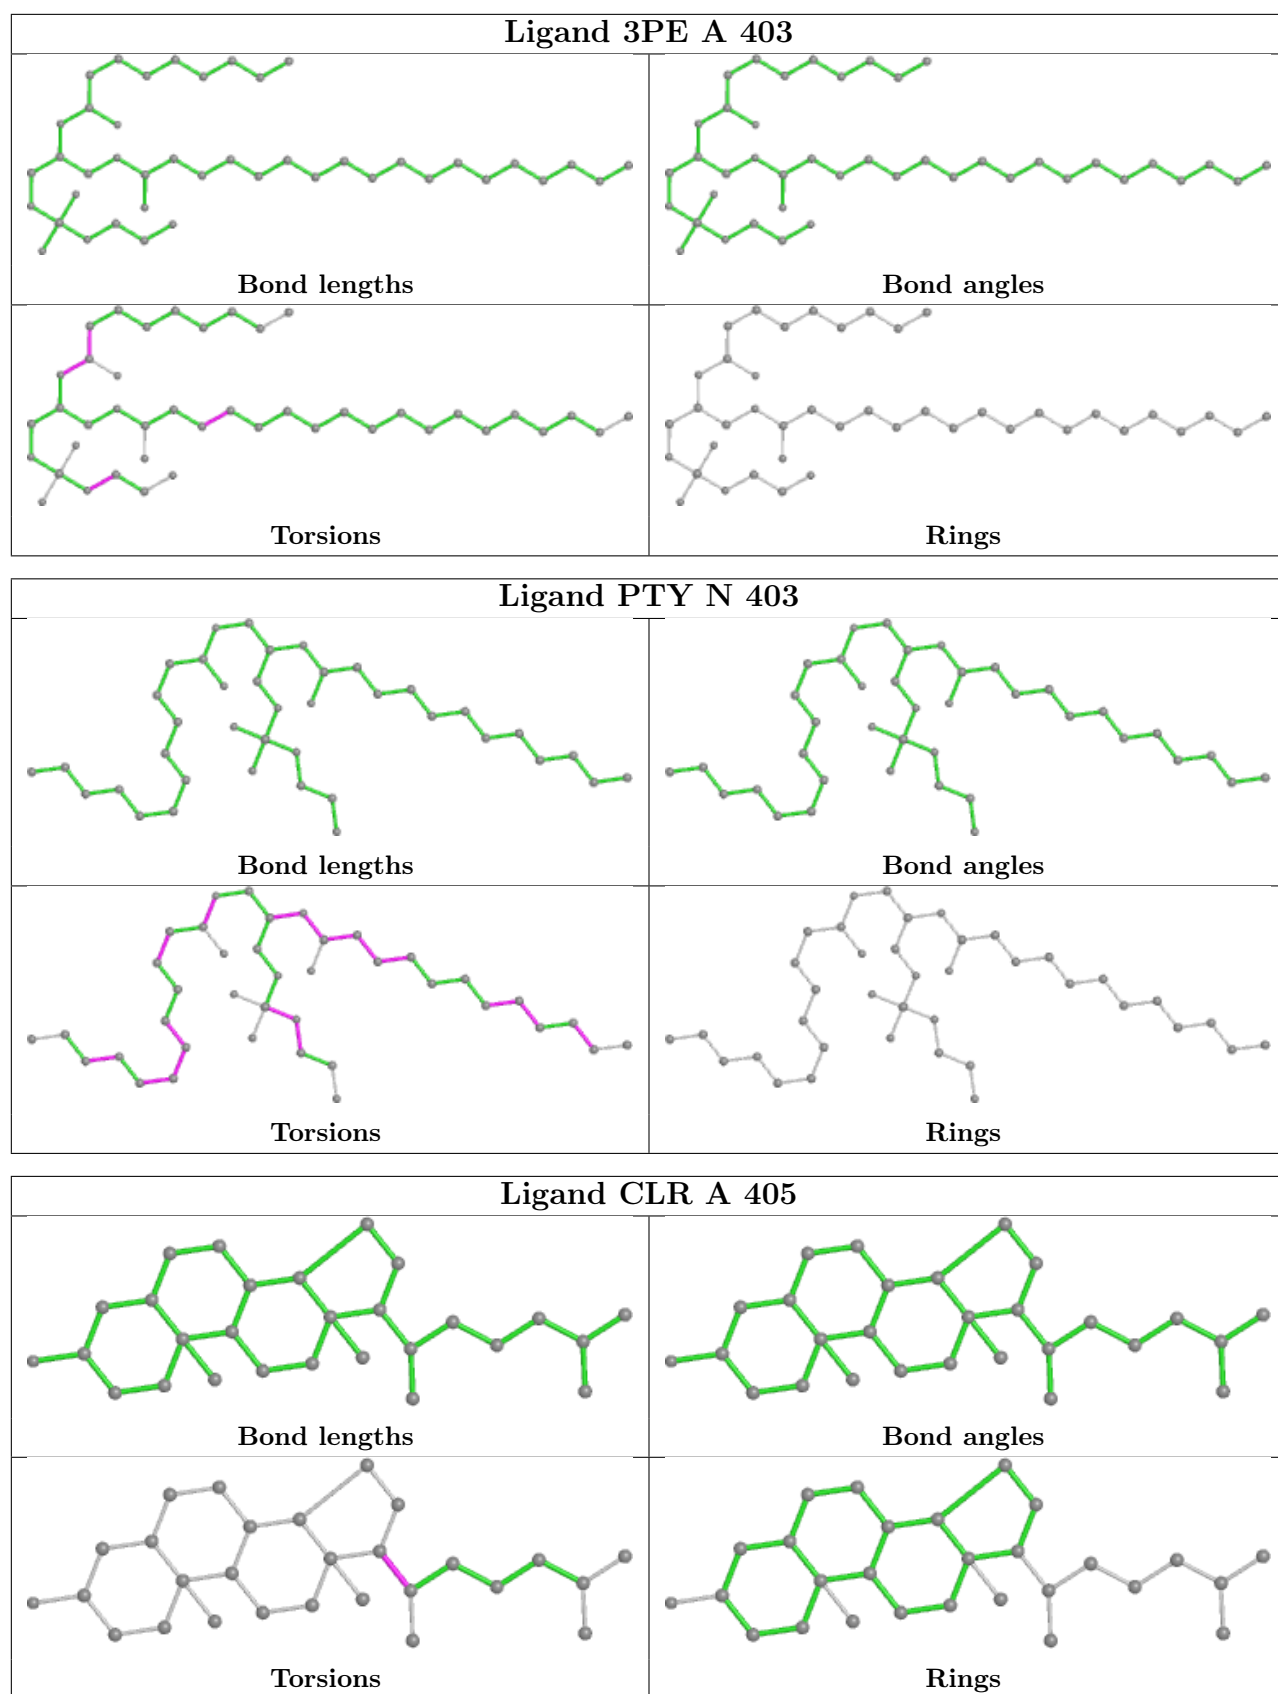 Ligand 3PE A 403
Bond lengths
Bond angles
Torsions
Rings
Ligand PTY N 403
Bond lengths
Bond angles
Torsions
Rings
Ligand CLR A 405
Bond lengths
Bond angles
Torsions
Rings